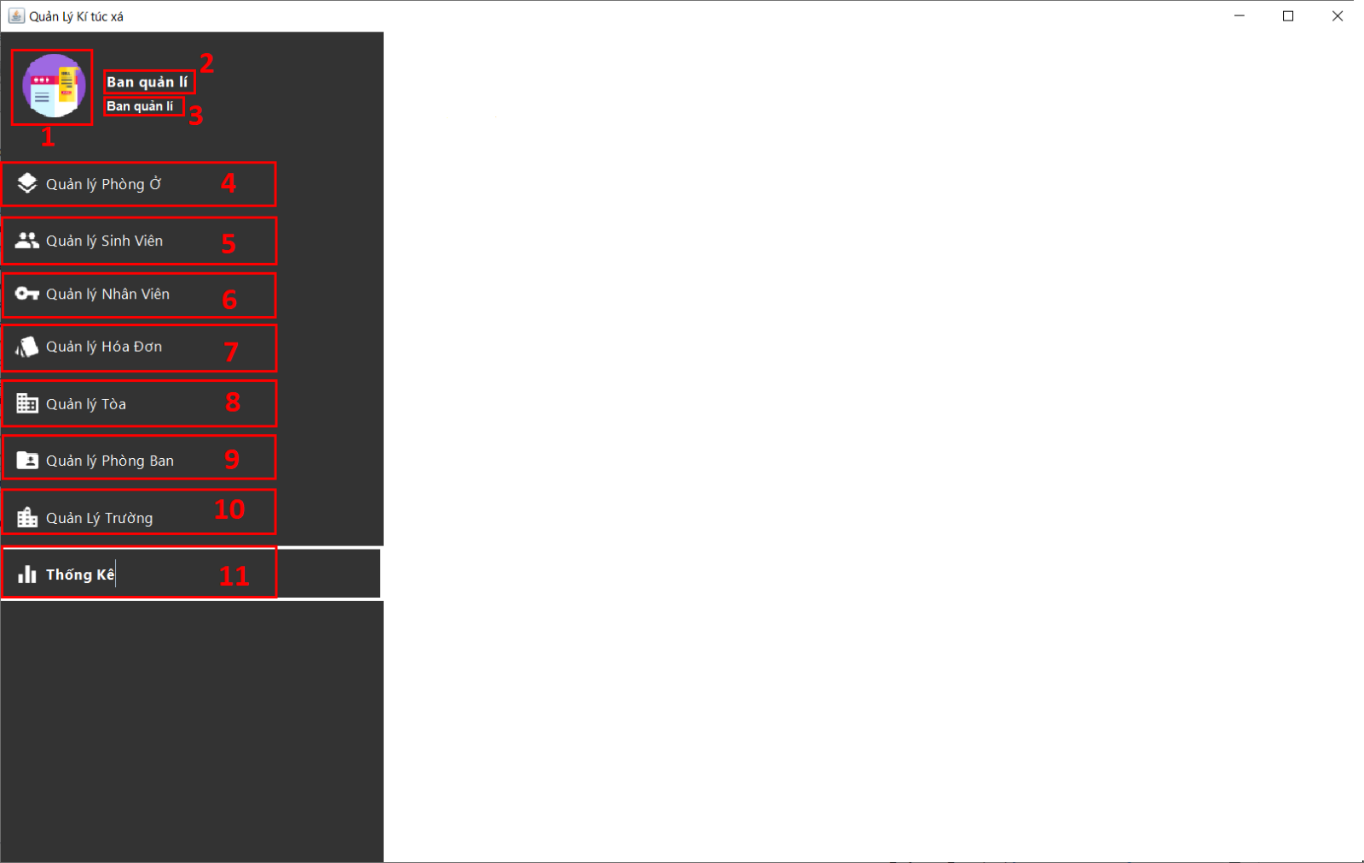 Quản Lý Kí túc xá
2
Ban quản lí
Ban quản lí
3
1
Quản lý Phòng Ở 4
Quản lý Sinh Viên 5
Quản lý Nhân Viên 6
Quản lý Hóa Đơn 7
Quản lý Tòa 8
Quản lý Phòng Ban 9
Quản Lý Trường 10
Thống Kê 11